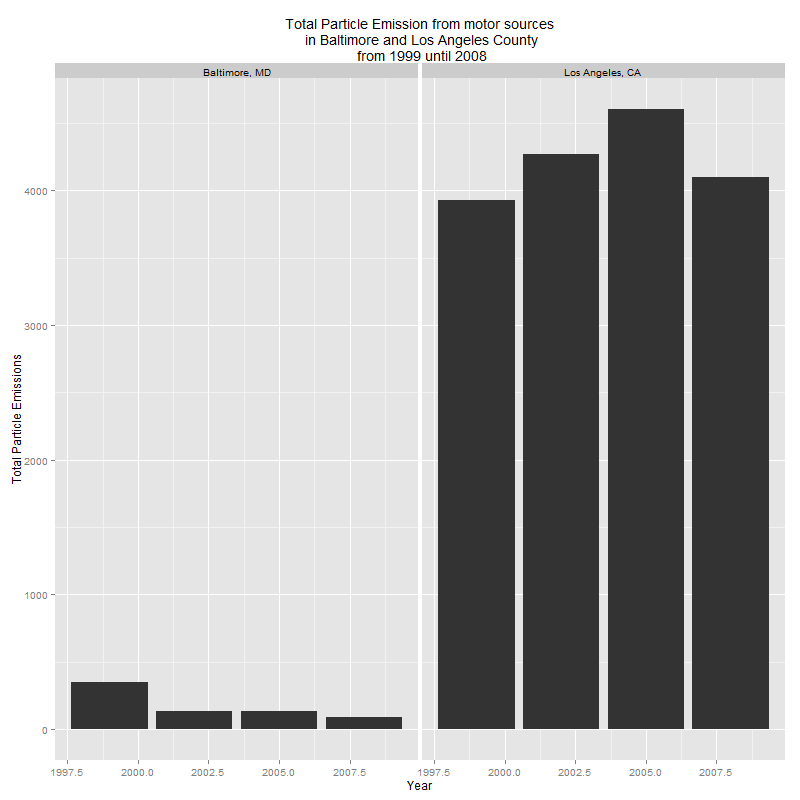 Total Particle Emission from motor sources
in Baltimore and Los Angeles County
from 1999 until 2008
Baltimore, MD
Los Angeles, CA
Total Particle Emissions
4000
3000
2000
1000
0
1997.5 2000.0 2002.5 2005.0 2007.5
1997.5 2000.0 2002.5 2005.0 2007.5
Year